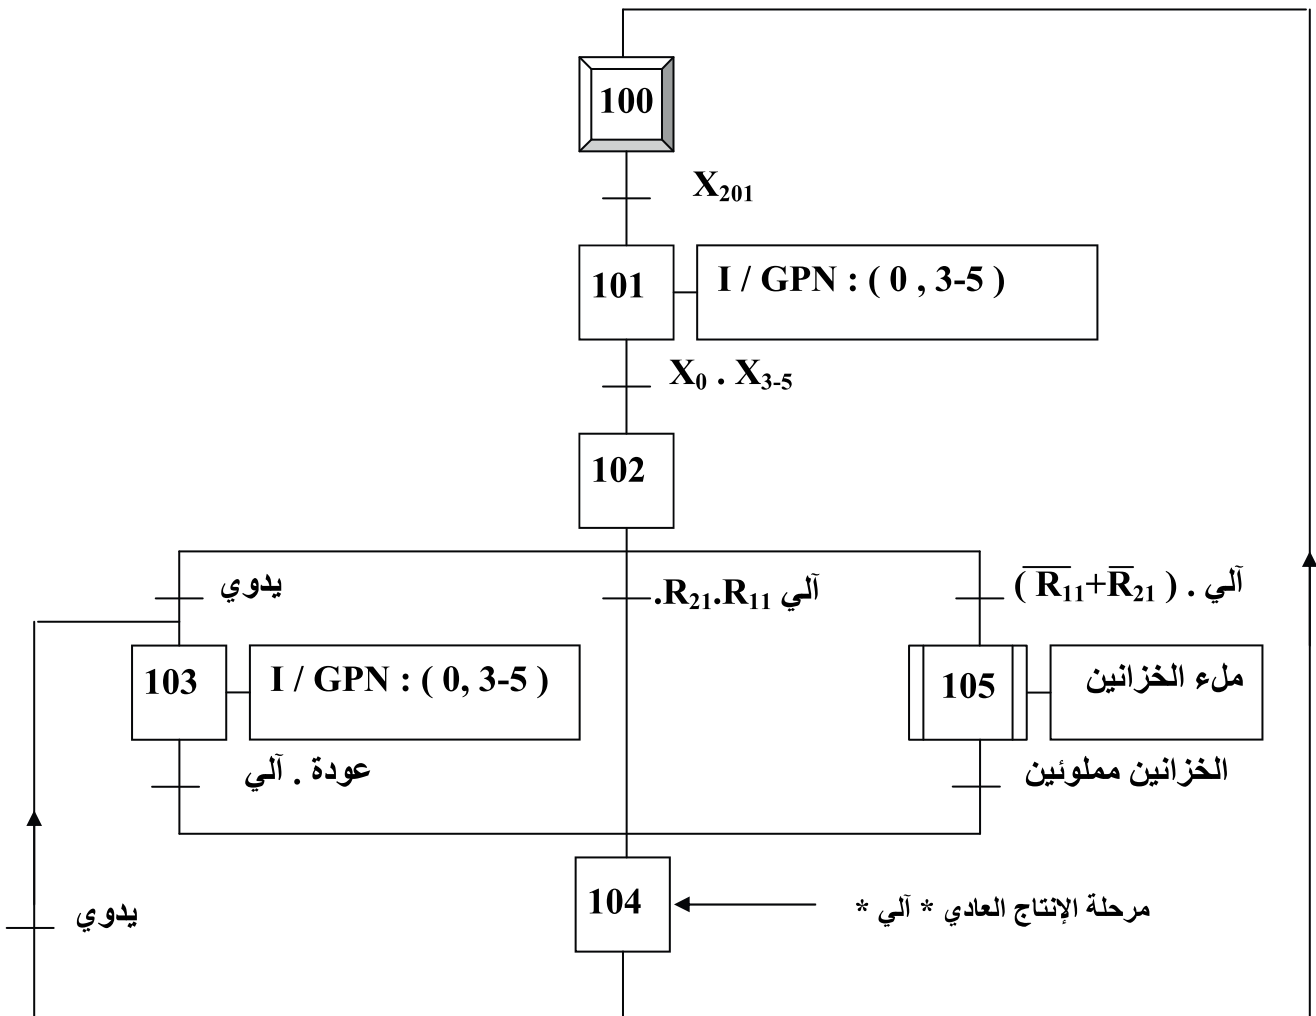 100
X₂₀₁
101
I / GPN : ( 0 , 3-5 )
X₀ . X₃₋₅
102
يدوي
آلي R₁₁.R₂₁.
آلي . ( R̅₁₁+R̅₂₁ )
103
I / GPN : ( 0, 3-5 )
105
ملء الخزانين
عودة . آلي
الخزانين مملوئين
104
مرحلة الإنتاج العادي * آلي *
يدوي